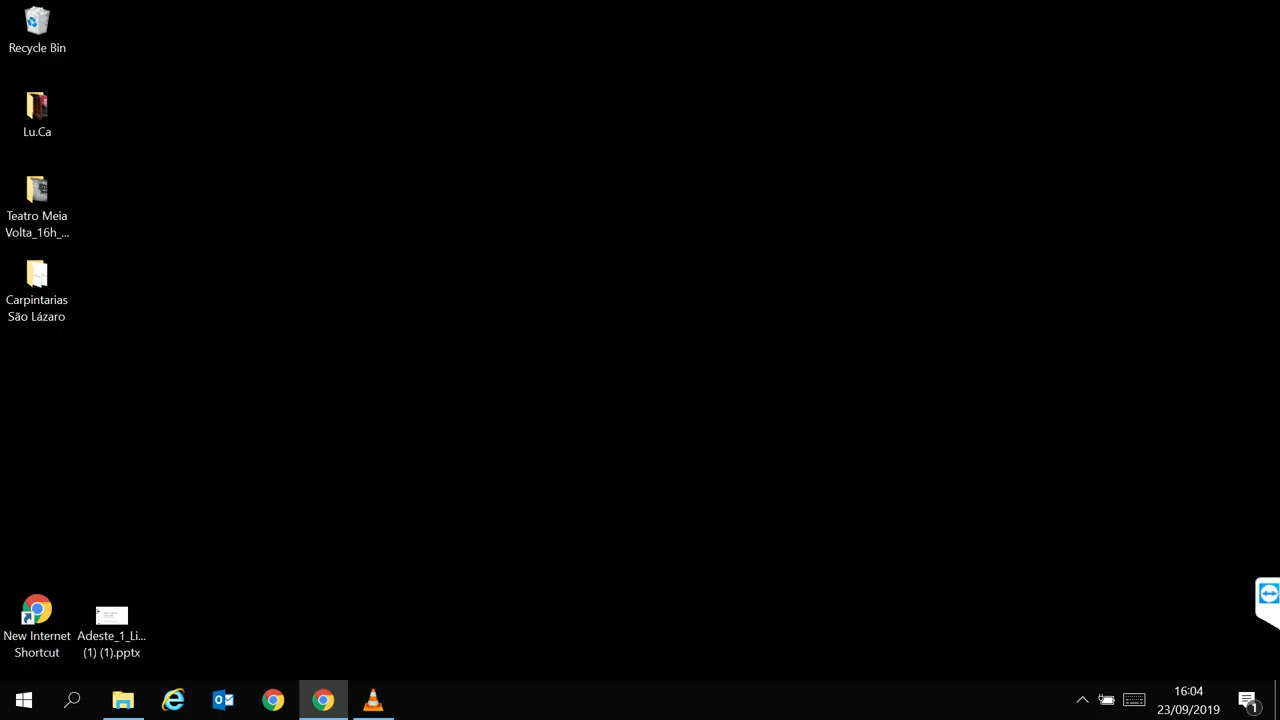 Recycle Bin
Lu.Ca
Teatro Meia
Volta_16h_...
Carpintarias
São Lázaro
New Internet
Shortcut
Adeste_1_Li...
(1) (1).pptx
16:04
23/09/2019
1